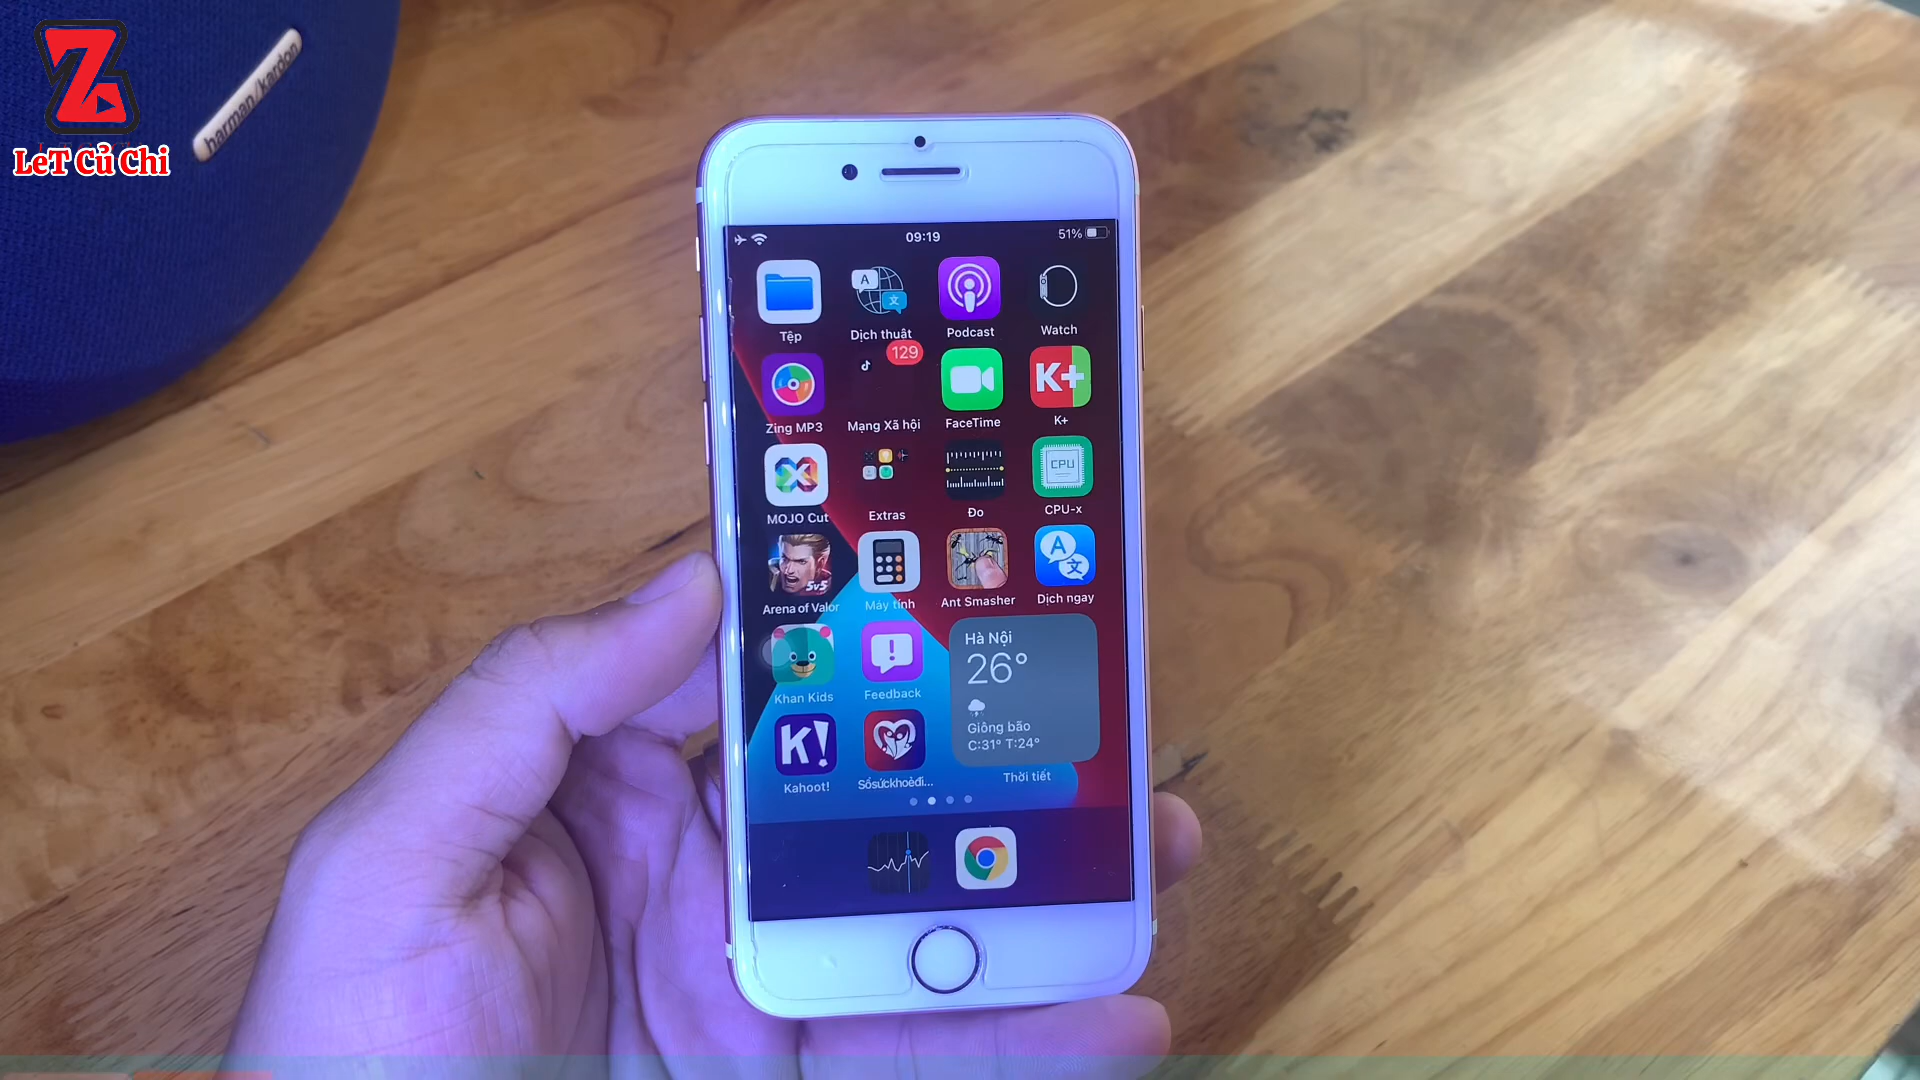 harman/kardon
LeT Củ Chi
09:19
51%
Tệp
Dịch thuật
Podcast
Watch
129
Zing MP3
Mạng Xã hội
FaceTime
K+
K+
MOJO Cut
Extras
Đo
CPU
CPU-x
5v5
Arena of Valor
Máy tính
Ant Smasher
Dịch ngay
Khan Kids
Feedback
Hà Nội
26°
Giông bão
C:31° T:24°
K!
Kahoot!
Sổsứckhoẻđi...
Thời tiết